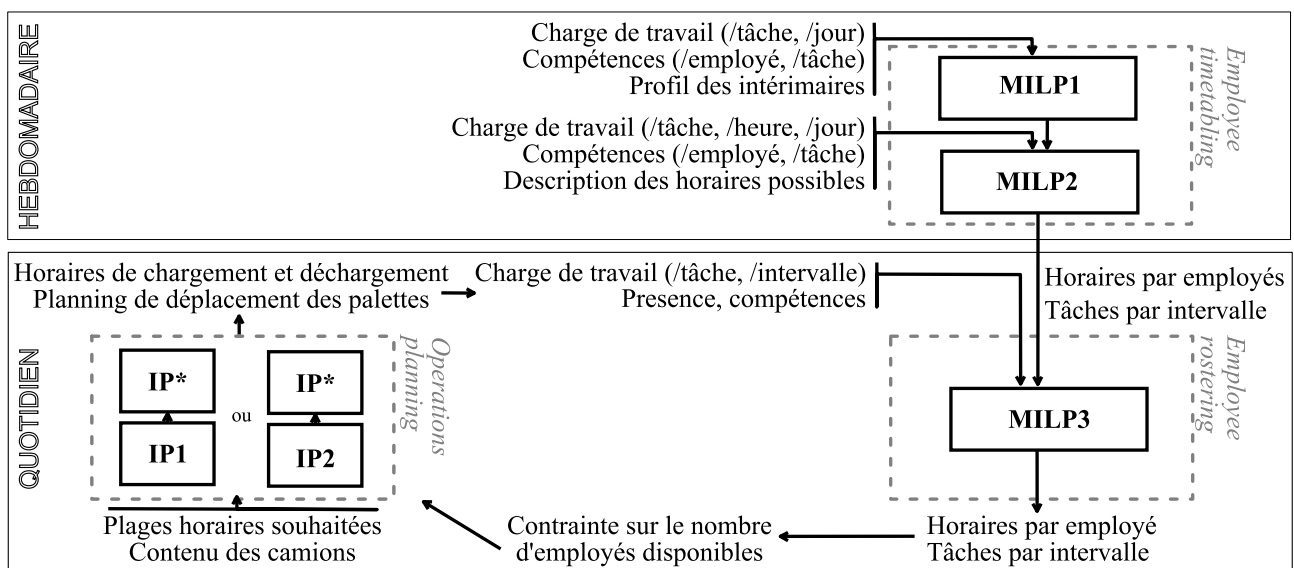 HEBDOMADAIRE
Charge de travail (/tâche, /jour)
Compétences (/employé, /tâche)
Profil des intérimaires
MILP1
Employee
timetabling
Charge de travail (/tâche, /heure, /jour)
Compétences (/employé, /tâche)
Description des horaires possibles
MILP2
QUOTIDIEN
Horaires de chargement et déchargement
Planning de déplacement des palettes
Charge de travail (/tâche, /intervalle)
Presence, compétences
Horaires par employés
Tâches par intervalle
IP*
IP*
ou
IP1
IP2
Operations
planning
MILP3
Employee
rostering
Plages horaires souhaitées
Contenu des camions
Contrainte sur le nombre
d'employés disponibles
Horaires par employé
Tâches par intervalle